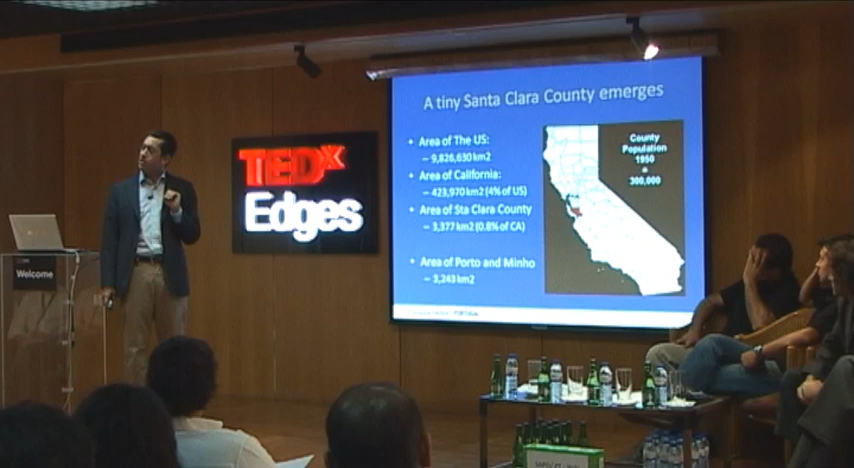 TEDx
Edges
Welcome
A tiny Santa Clara County emerges
• Area of The US:
– 9,826,630 km2
• Area of California:
– 423,970 km2 (4% of US)
• Area of Sta Clara County
– 3,377 km2 (0.8% of CA)
• Area of Porto and Minho
– 3,243 km2
County
Population
1950
=
300,000